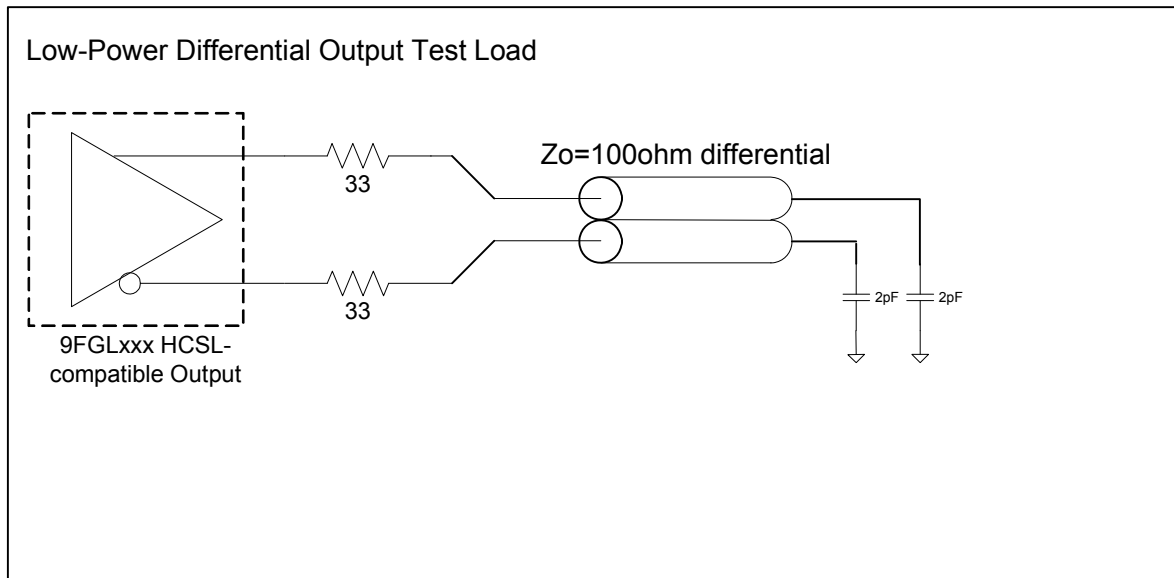 Low-Power Differential Output Test Load
Zo=100ohm differential
33
33
2pF
2pF
9FGLxxx HCSL-
compatible Output